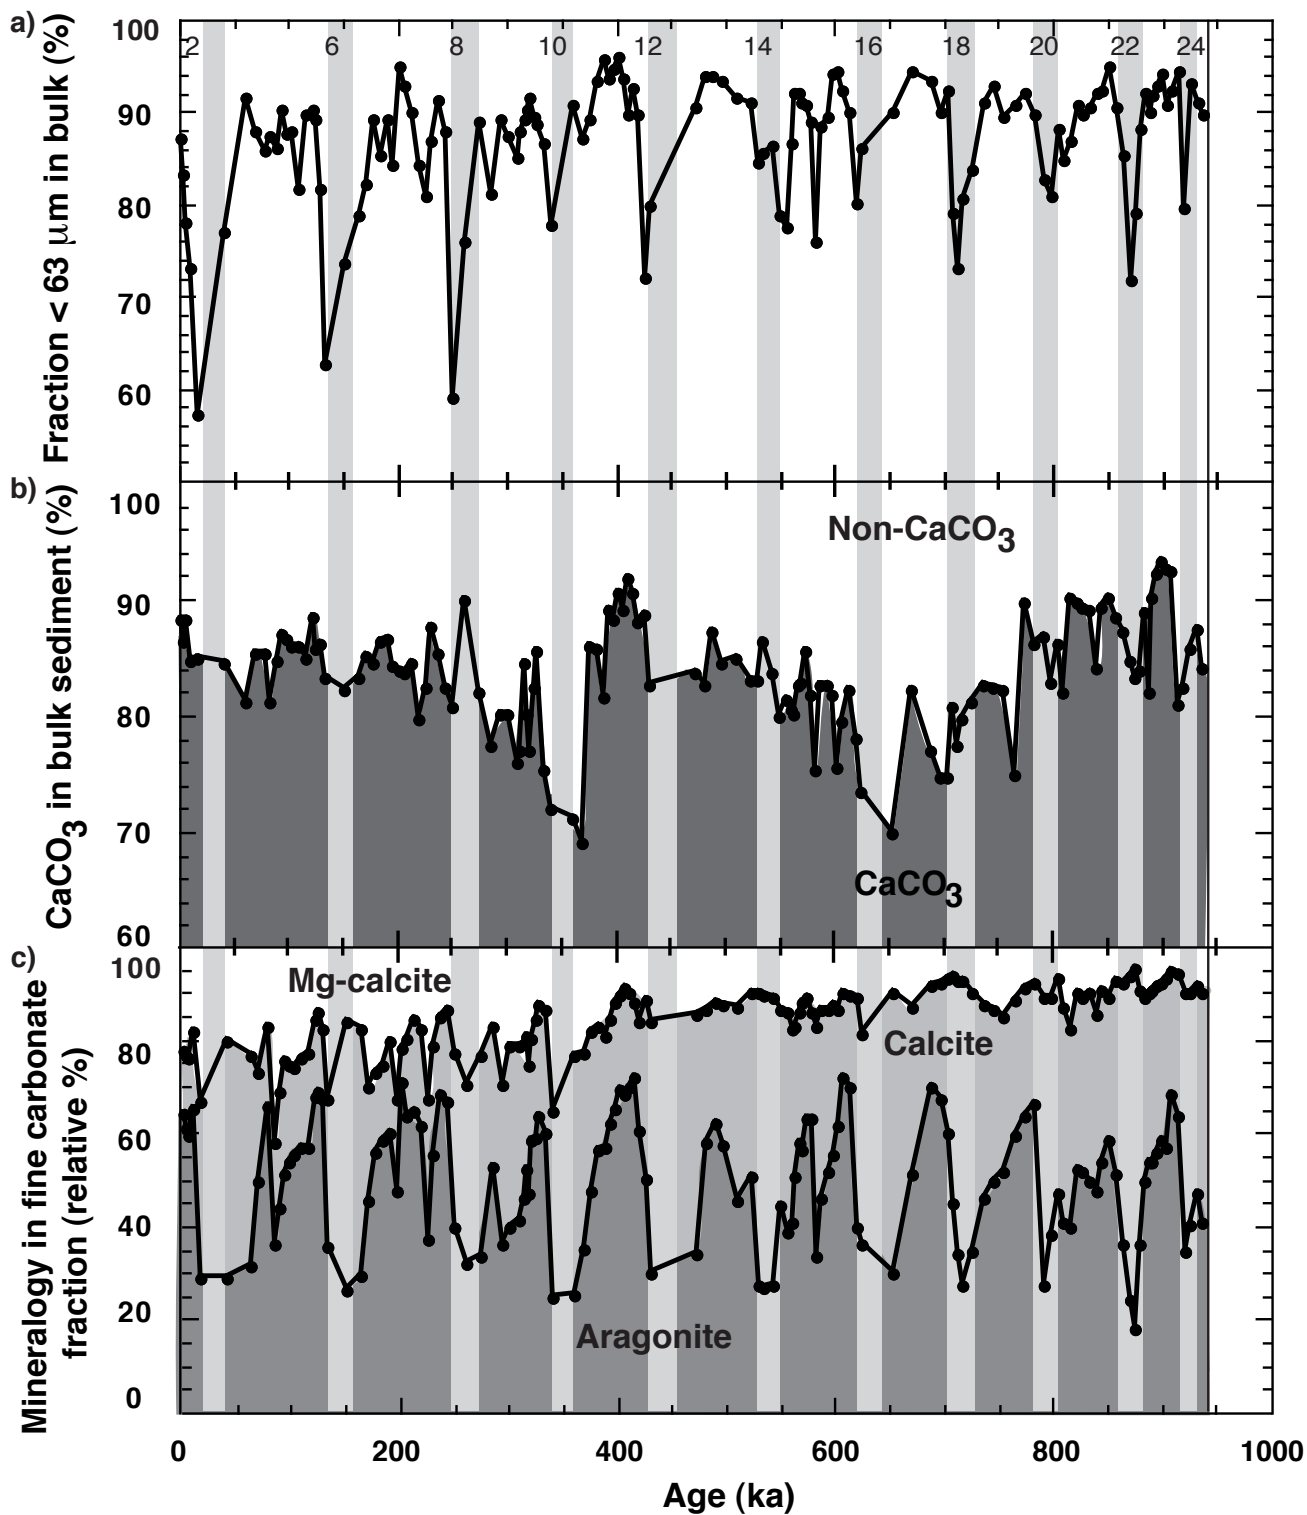 a)
Fraction < 63 µm in bulk (%)
100
90
80
70
60
2 6 8 10 12 14 16 18 20 22 24
b)
CaCO3 in bulk sediment (%)
100
90
80
70
60
Non-CaCO3
CaCO3
c)
Mineralogy in fine carbonate
fraction (relative %)
100
80
60
40
20
0
Mg-calcite
Calcite
Aragonite
0 200 400 600 800 1000
Age (ka)